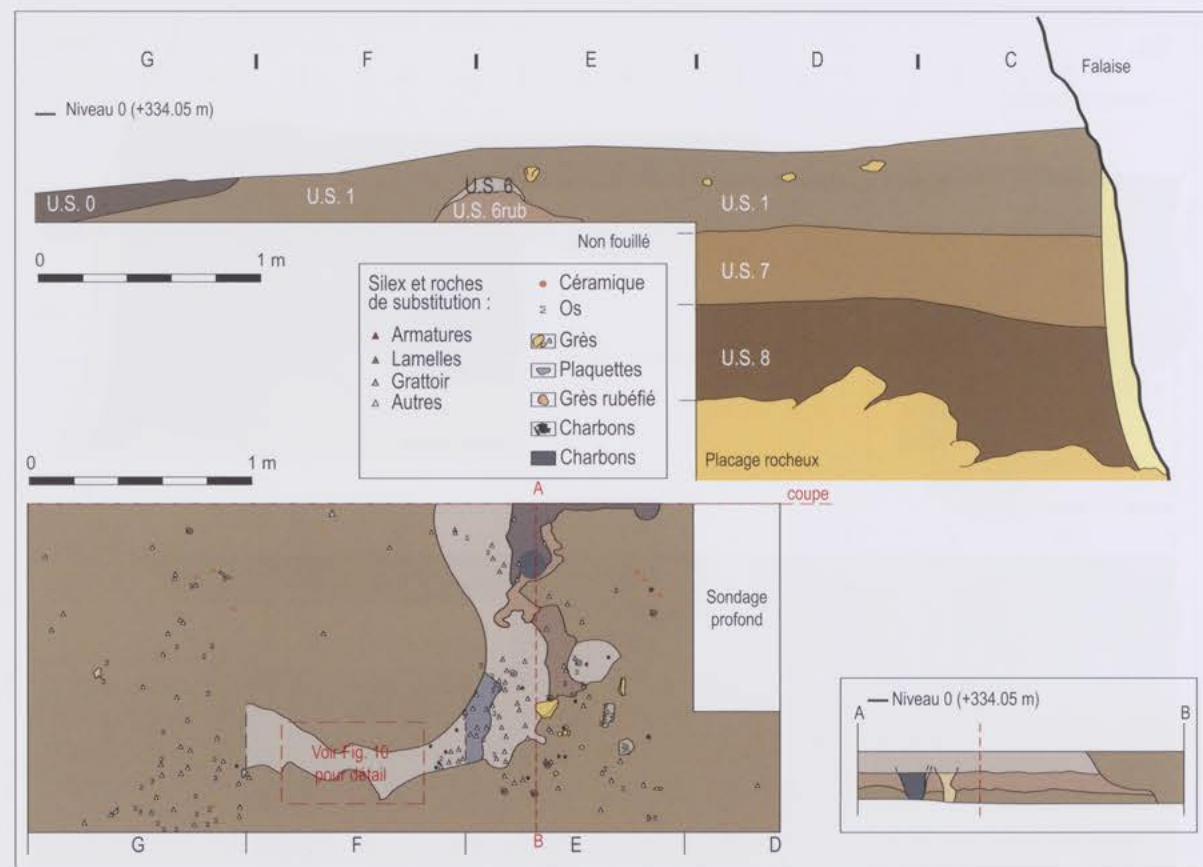 G F E D C
Falaise
Niveau 0 (+334.05 m)
U.S. 0
U.S. 1
U.S. 6
U.S. 6rub
U.S. 1
Non fouillé
U.S. 7
U.S. 8
Placage rocheux
0 1 m
Silex et roches
de substitution :
Armatures
Lamelles
Grattoir
Autres
Céramique
Os
Grès
Plaquettes
Grès rubéfié
Charbons
Charbons
0 1 m
A
coupe
Sondage
profond
Voir Fig. 10
pour détail
G F B E D
Niveau 0 (+334.05 m)
A B